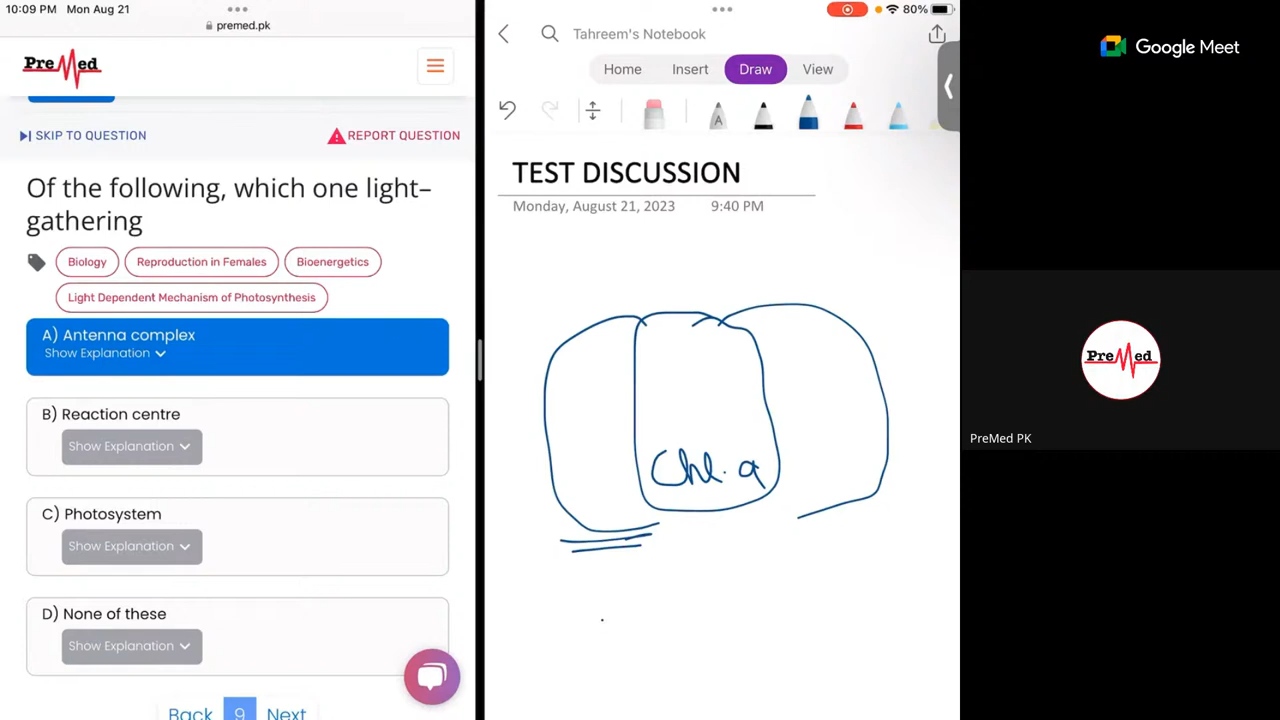 10:09 PM Mon Aug 21
premed.pk
PreMed
SKIP TO QUESTION
REPORT QUESTION
Of the following, which one light–
gathering
Biology
Reproduction in Females
Bioenergetics
Light Dependent Mechanism of Photosynthesis
A) Antenna complex
Show Explanation
B) Reaction centre
Show Explanation
C) Photosystem
Show Explanation
D) None of these
Show Explanation
Back 9 Next
80%
Tahreem's Notebook
Home Insert Draw View
A
TEST DISCUSSION
Monday, August 21, 2023 9:40 PM
Chl. a
Google Meet
PreMed
PreMed PK